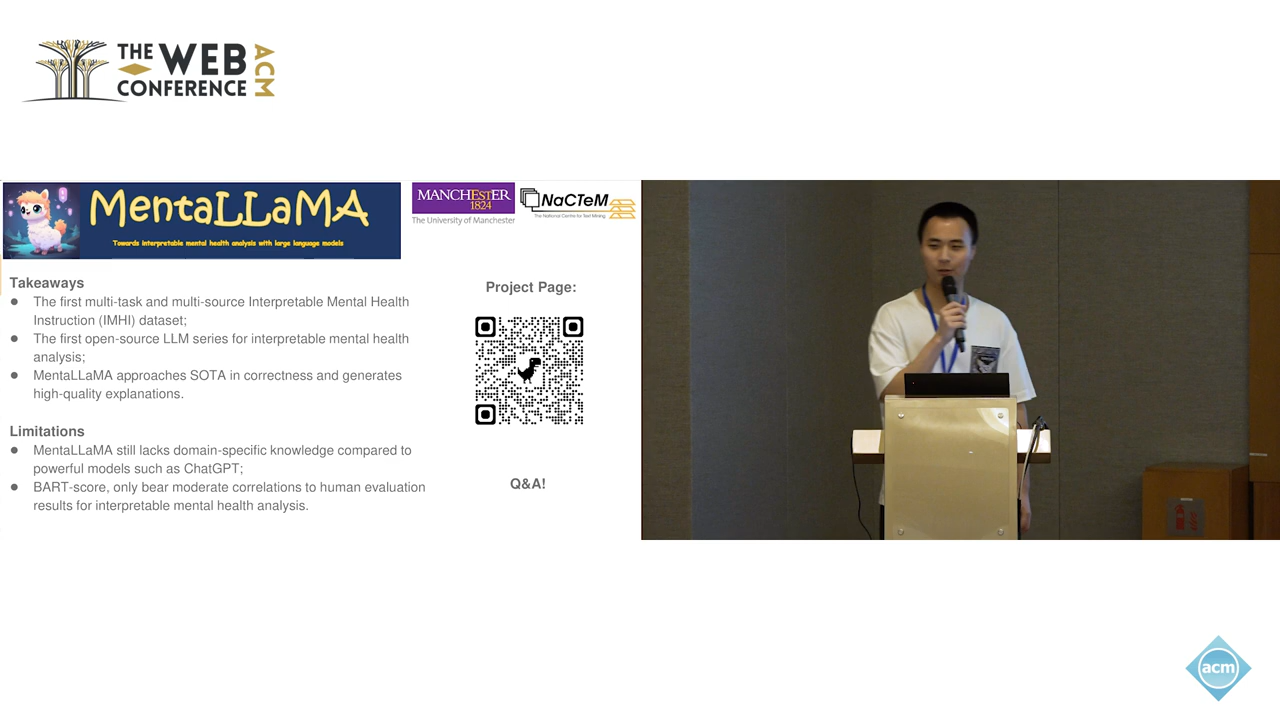 THE WEB CONFERENCE ACM
MentaLLaMA
Towards interpretable mental health analysis with large language models
MANCHESTER
1824
The University of Manchester
NaCTeM
The National Centre for Text Mining
Takeaways
● The first multi-task and multi-source Interpretable Mental Health
Instruction (IMHI) dataset;
● The first open-source LLM series for interpretable mental health
analysis;
● MentaLLaMA approaches SOTA in correctness and generates
high-quality explanations.
Limitations
● MentaLLaMA still lacks domain-specific knowledge compared to
powerful models such as ChatGPT;
● BART-score, only bear moderate correlations to human evaluation
results for interpretable mental health analysis.
Project Page:
Q&A!
acm